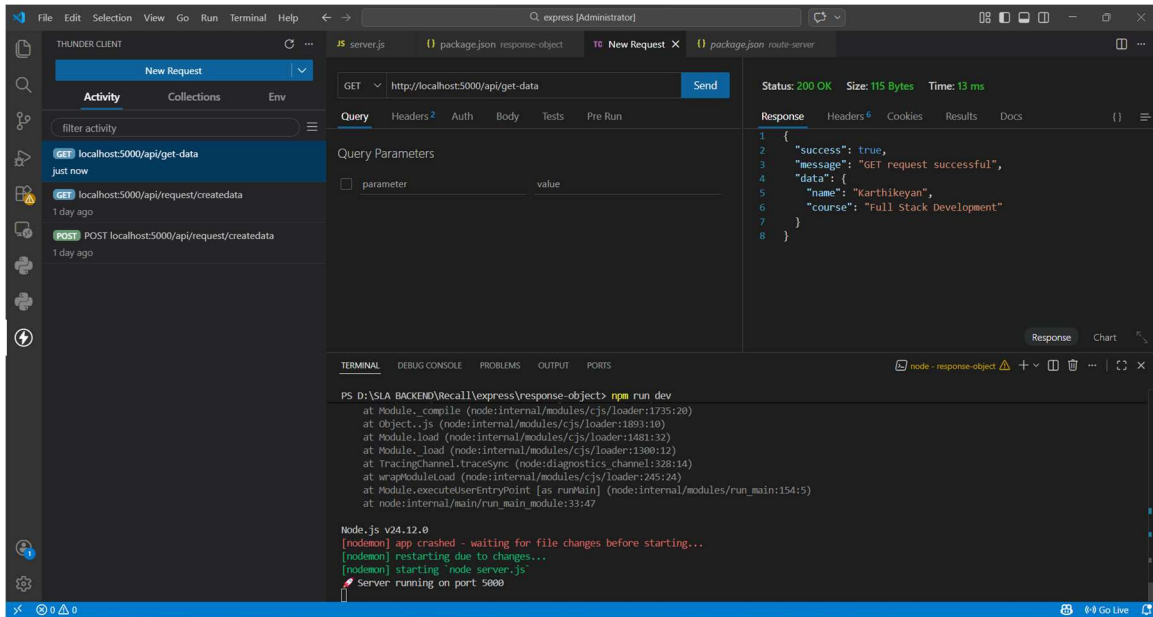 File Edit Selection View Go Run Terminal Help
express [Administrator]
THUNDER CLIENT
New Request
Activity Collections Env
filter activity
GET localhost:5000/api/get-data
just now
GET localhost:5000/api/request/createdata
1 day ago
POST POST localhost:5000/api/request/createdata
1 day ago
JS server.js {} package.json response-object TC New Request {} package.json route-server
GET http://localhost:5000/api/get-data Send
Query Headers 2 Auth Body Tests Pre Run
Query Parameters
parameter value
Status: 200 OK Size: 115 Bytes Time: 13 ms
Response Headers 6 Cookies Results Docs {}
1 {
2 "success": true,
3 "message": "GET request successful",
4 "data": {
5 "name": "Karthikeyan",
6 "course": "Full Stack Development"
7 }
8 }
Response Chart
TERMINAL DEBUG CONSOLE PROBLEMS OUTPUT PORTS
node - response-object
PS D:\SLA BACKEND\Recall\express\response-object> npm run dev
at Module._compile (node:internal/modules/cjs/loader:1735:20)
at Object..js (node:internal/modules/cjs/loader:1893:10)
at Module.load (node:internal/modules/cjs/loader:1481:32)
at Module._load (node:internal/modules/cjs/loader:1300:12)
at TracingChannel.traceSync (node:diagnostics_channel:328:14)
at wrapModuleLoad (node:internal/modules/cjs/loader:245:24)
at Module.executeUserEntryPoint [as runMain] (node:internal/modules/run_main:154:5)
at node:internal/main/run_main_module:33:47
Node.js v24.12.0
[nodemon] app crashed - waiting for file changes before starting...
[nodemon] restarting due to changes...
[nodemon] starting `node server.js`
🚀 Server running on port 5000
0 0 Go Live